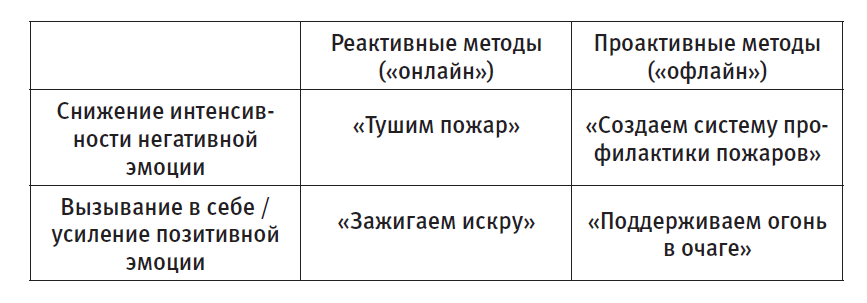 Реактивные методы
(«онлайн»)
Проактивные методы
(«офлайн»)
Снижение интенсив-
ности негативной
эмоции
«Тушим пожар»
«Создаем систему про-
филактики пожаров»
Вызывание в себе /
усиление позитивной
эмоции
«Зажигаем искру»
«Поддерживаем огонь
в очаге»